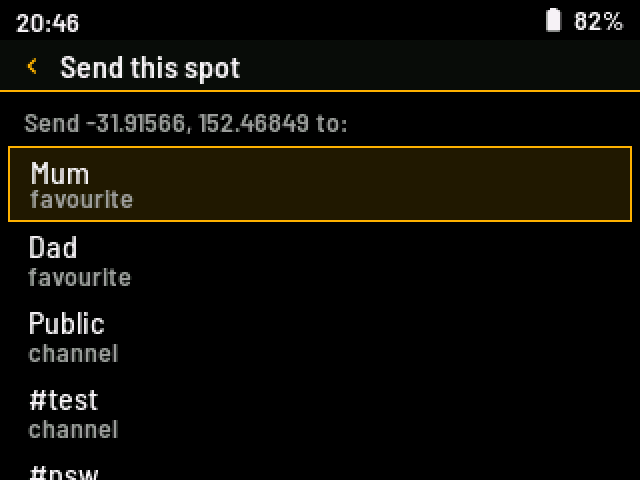 20:46
82%
Send this spot
Send -31.91566, 152.46849 to:
Mum
favourite
Dad
favourite
Public
channel
#test
channel
#nsw